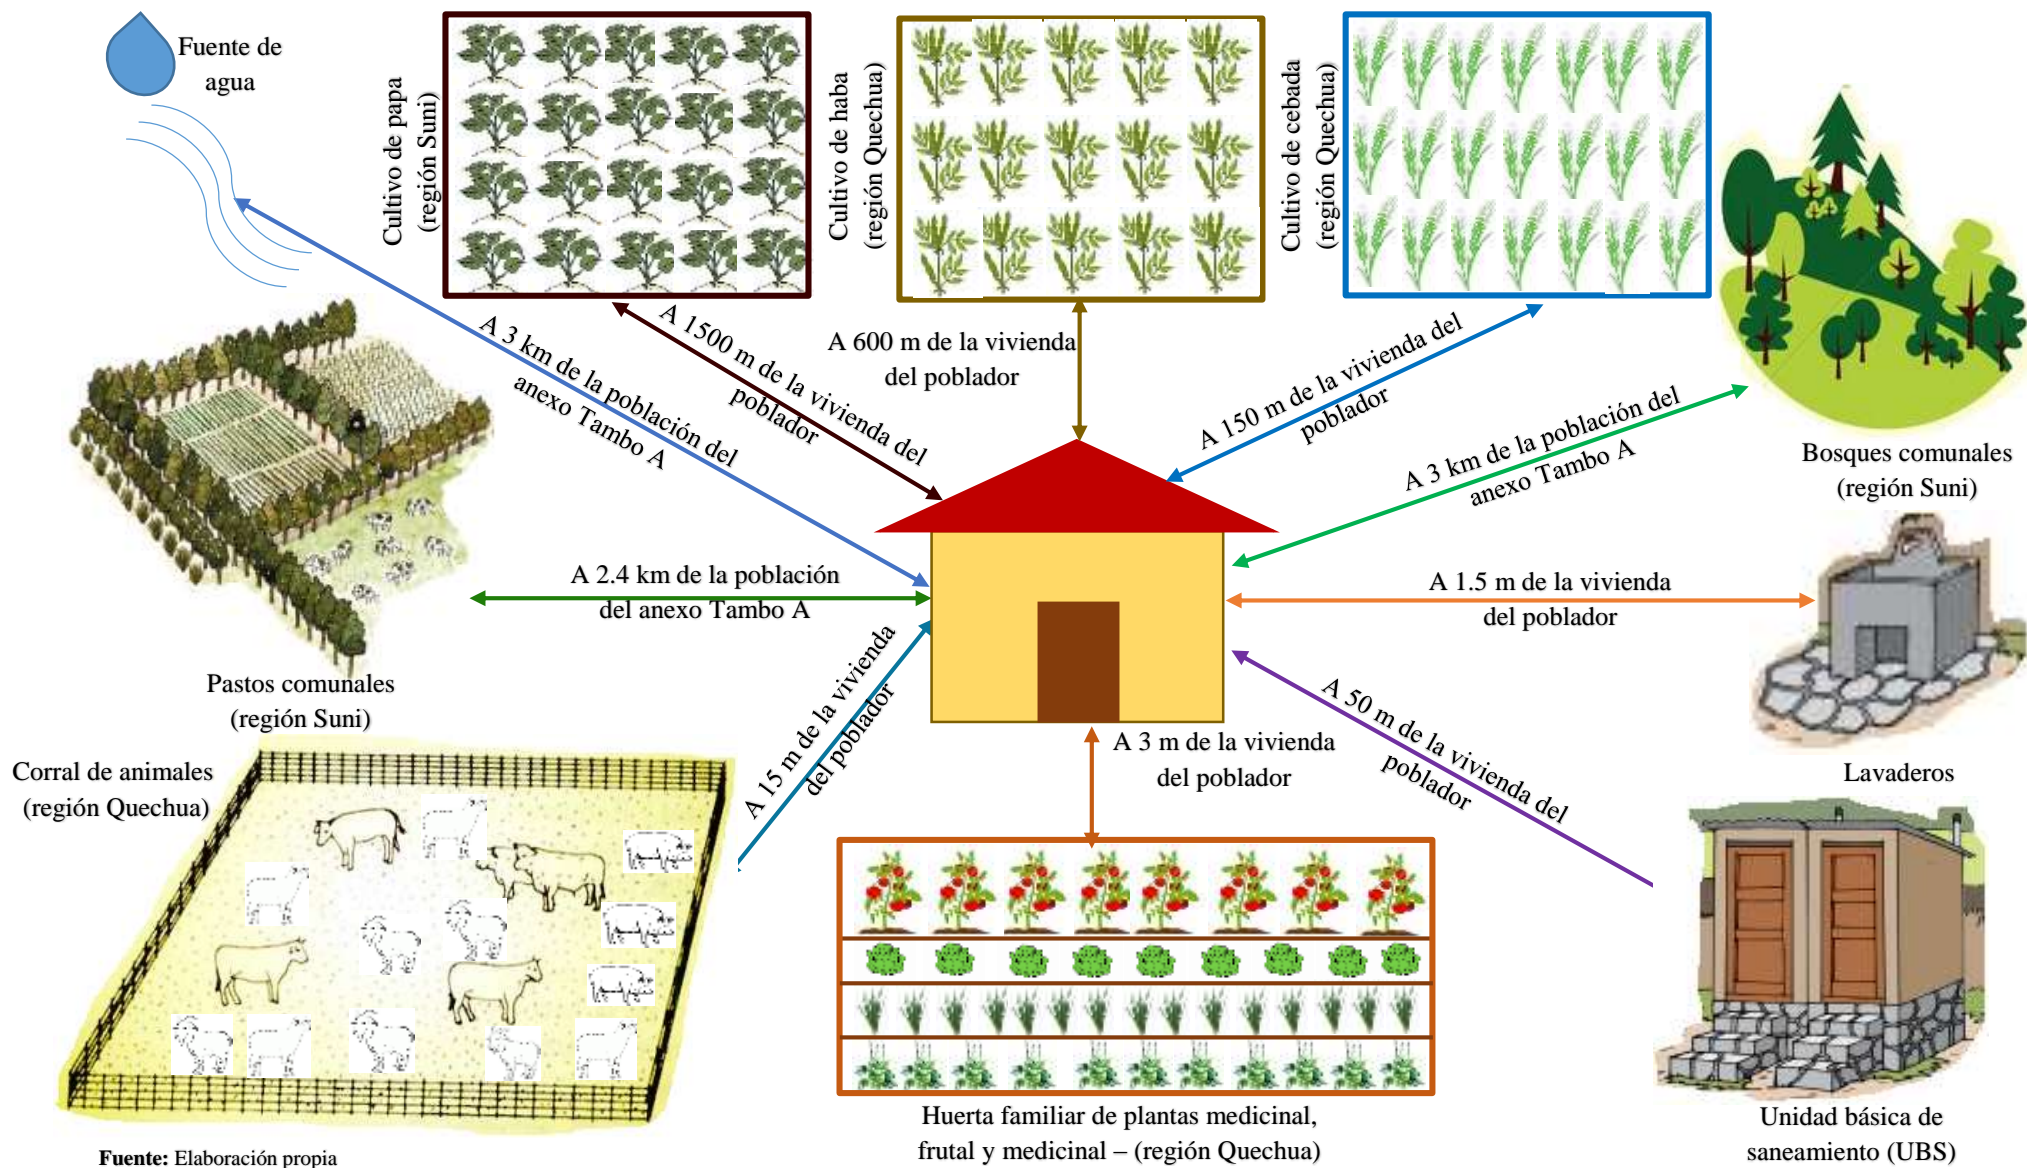 Fuente de
agua
Cultivo de papa
(región Suni)
Cultivo de haba
(región Quechua)
Cultivo de cebada
(región Quechua)
A 3 km de la población del
anexo Tambo A
A 1500 m de la vivienda del
poblador
A 600 m de la vivienda
del poblador
A 150 m de la vivienda del
poblador
A 3 km de la población del
anexo Tambo A
Bosques comunales
(región Suni)
A 2.4 km de la población
del anexo Tambo A
A 1.5 m de la vivienda
del poblador
Pastos comunales
(región Suni)
A 15 m de la vivienda
del poblador
A 3 m de la vivienda
del poblador
A 50 m de la vivienda del
poblador
Lavaderos
Corral de animales
(región Quechua)
Huerta familiar de plantas medicinal,
frutal y medicinal – (región Quechua)
Unidad básica de
saneamiento (UBS)
Fuente: Elaboración propia